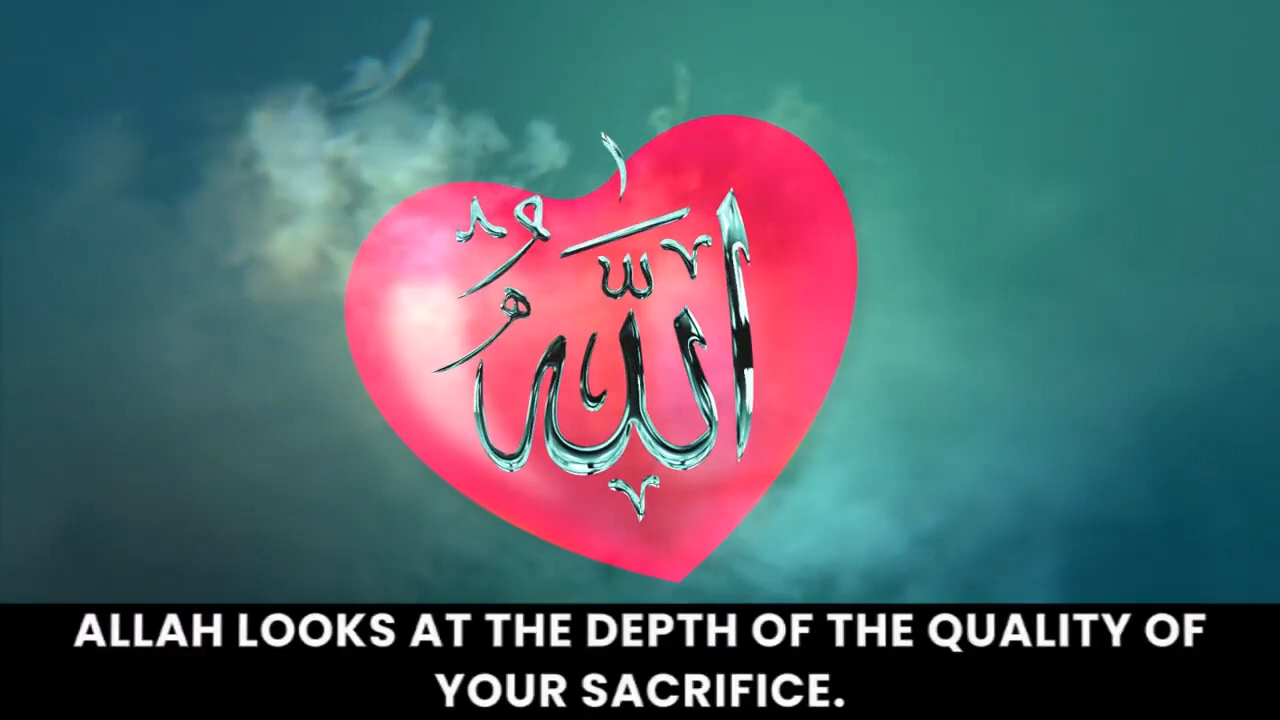 الله
ALLAH LOOKS AT THE DEPTH OF THE QUALITY OF
YOUR SACRIFICE.